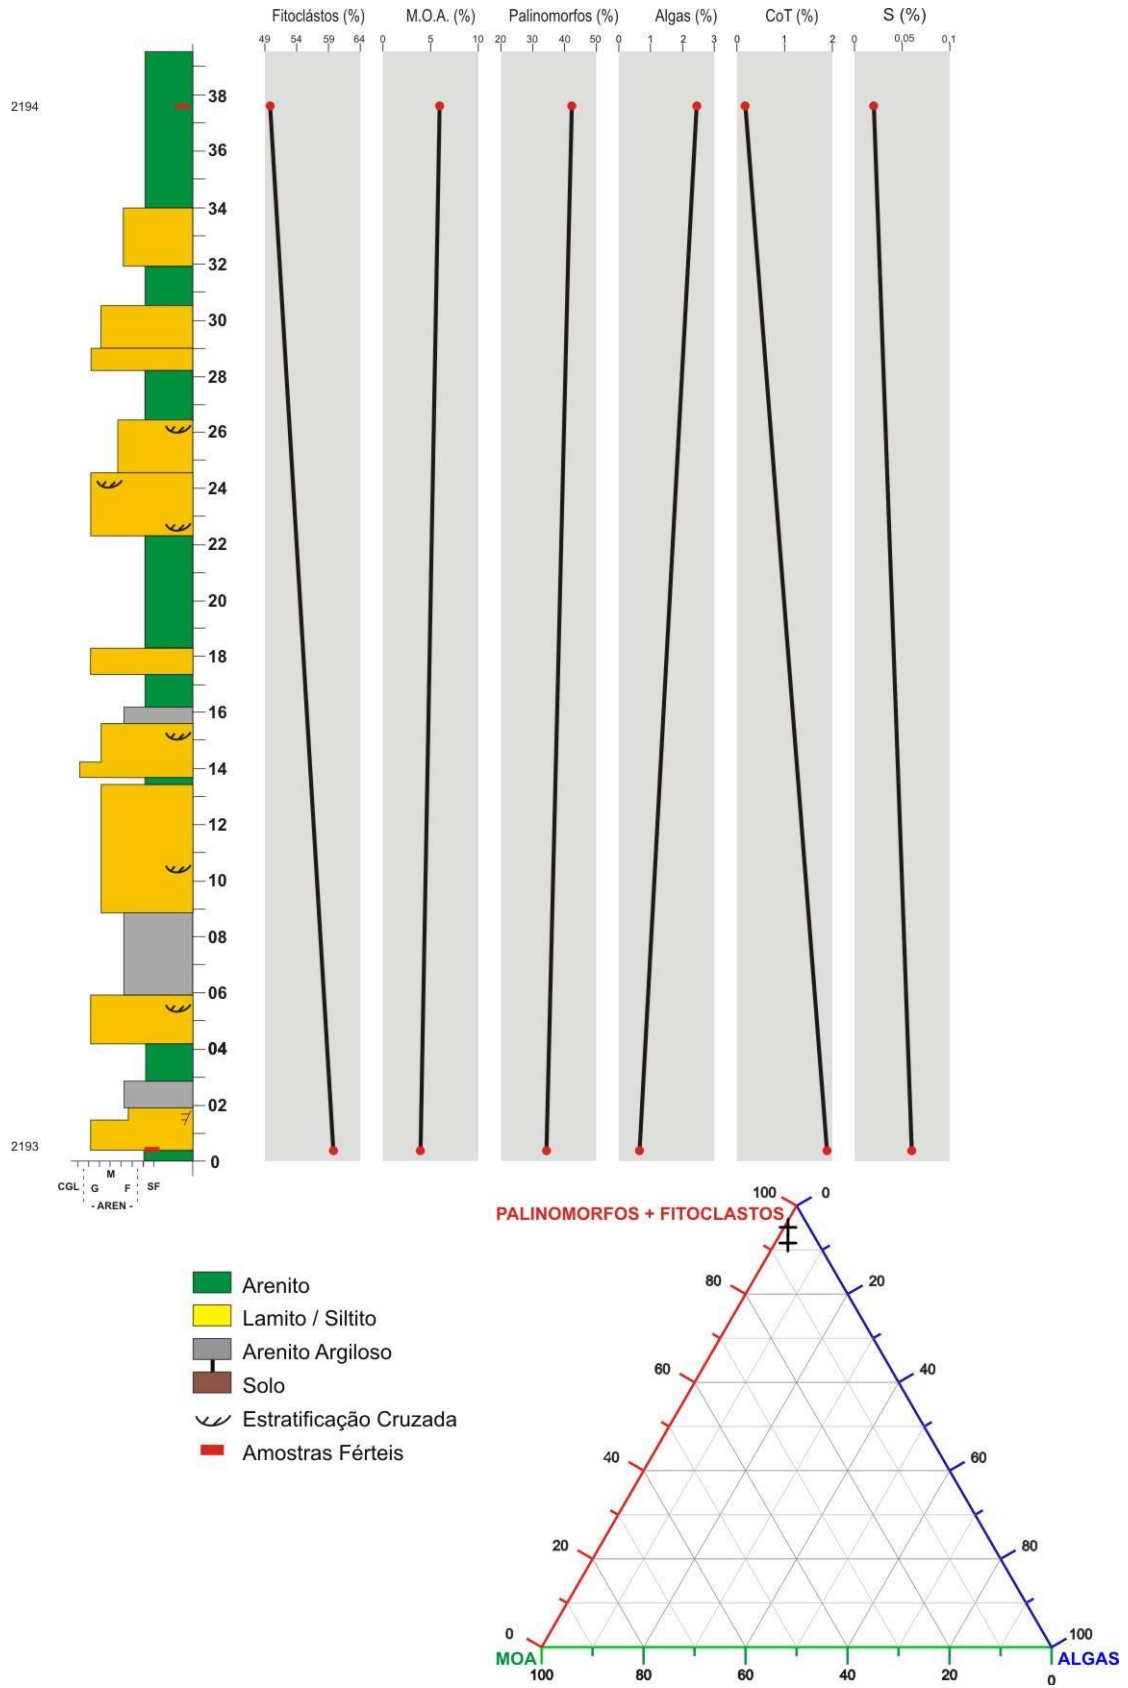 Fitoclástos (%) M.O.A. (%) Palinomorfos (%) Algas (%) CoT (%) S (%)
49 54 59 64 0 5 10 20 30 40 50 0 1 2 3 0 1 2 0 0,05 0,1
2194
38
36
34
32
30
28
26
24
22
20
18
16
14
12
10
08
06
04
02
2193
0
CGL G M F SF
- AREN -
100 0
PALINOMORFOS + FITOCLASTOS
80 20
60 40
40 60
20 80
0 100
MOA ALGAS
100 80 60 40 20 0
Arenito
Lamito / Siltito
Arenito Argiloso
Solo
Estratificação Cruzada
Amostras Férteis